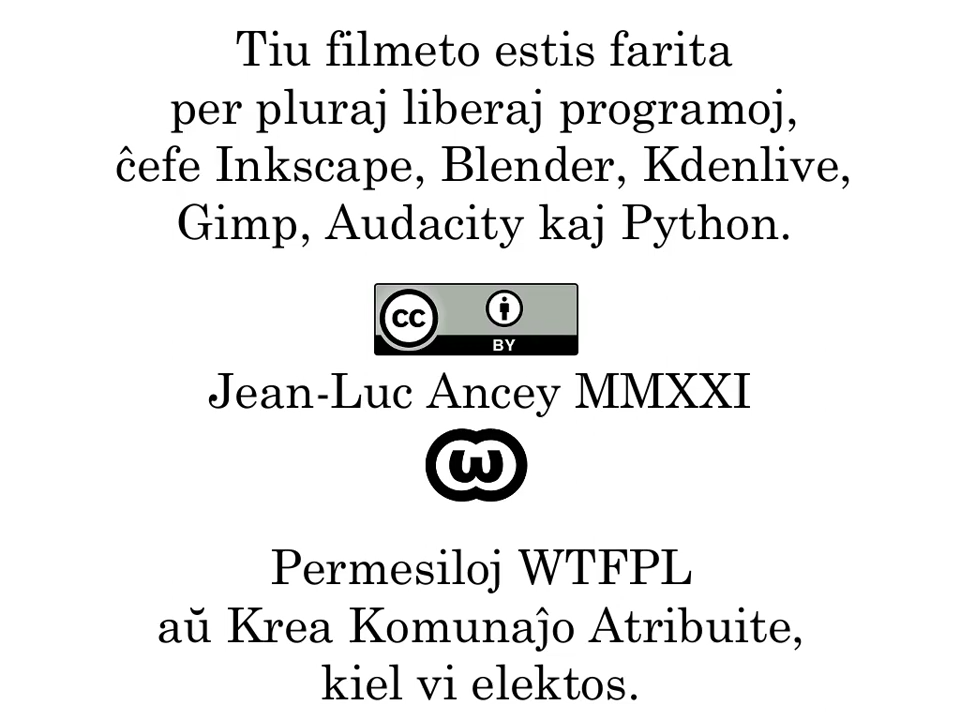 Tiu filmeto estis farita
per pluraj liberaj programoj,
ĉefe Inkscape, Blender, Kdenlive,
Gimp, Audacity kaj Python.
cc
BY
Jean-Luc Ancey MMXXI
ω
Permesiloj WTFPL
aŭ Krea Komunaĵo Atribuite,
kiel vi elektos.